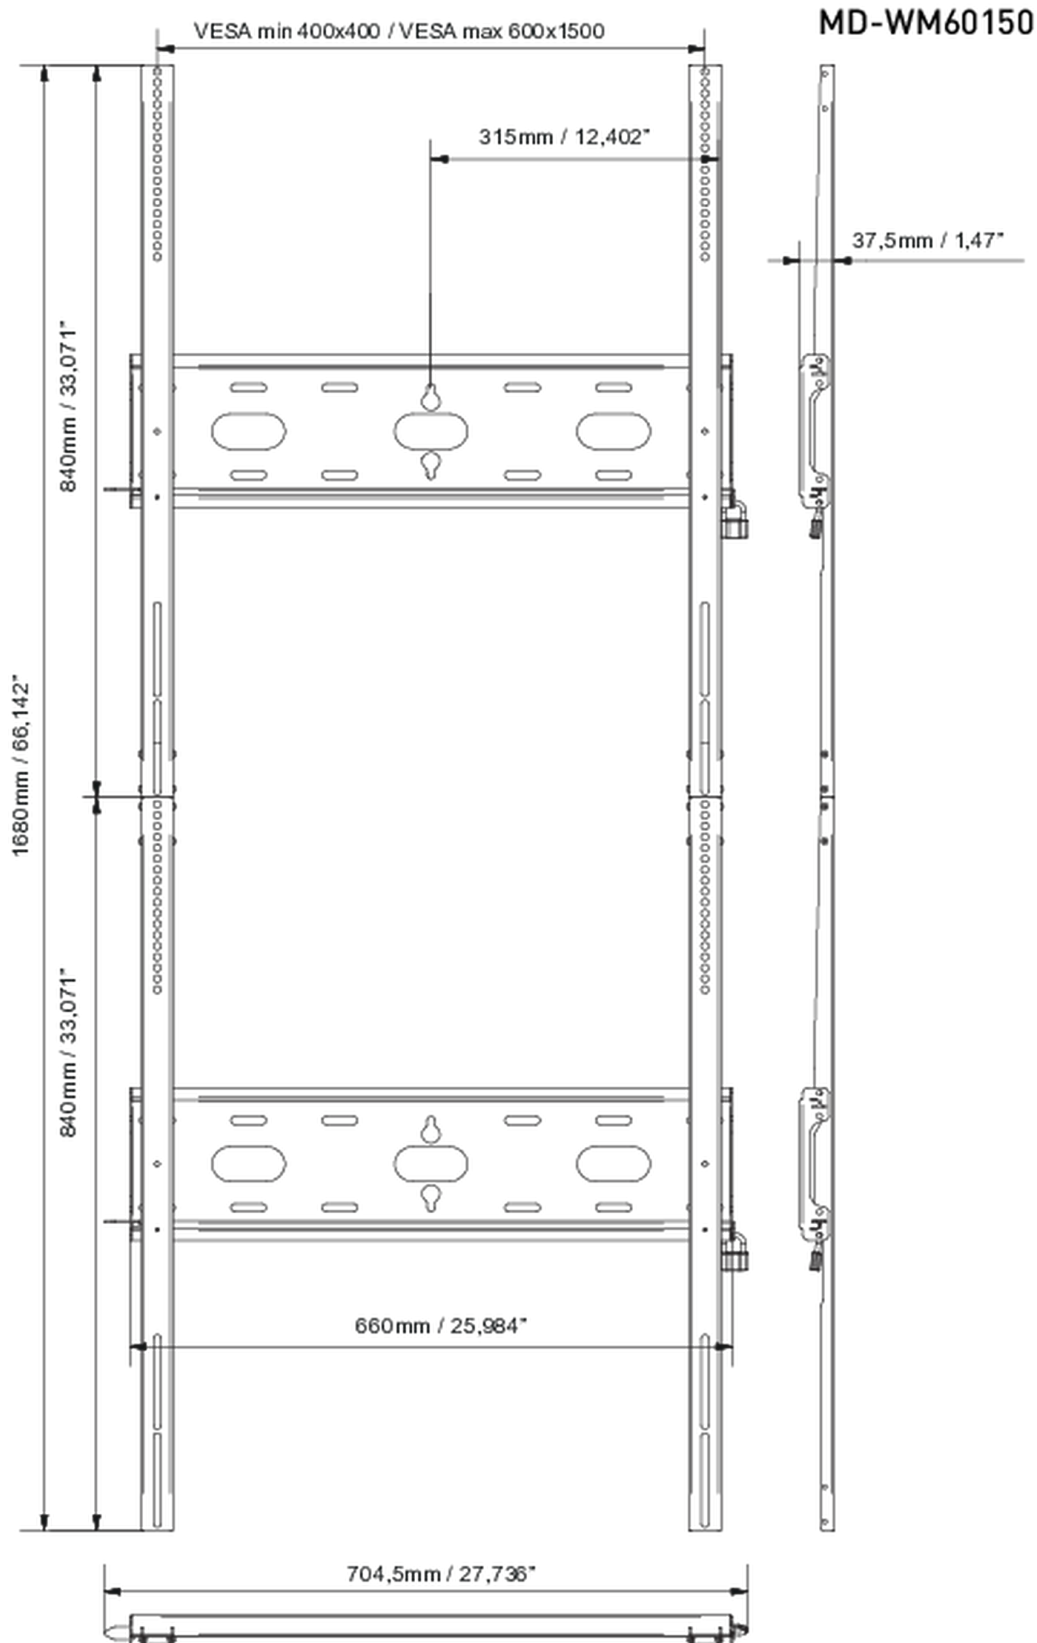 MD-WM60150
VESA min 400x400 / VESA max 600x1500
315mm / 12,402"
37,5mm / 1,47"
840mm / 33,071"
1680mm / 66,142"
840mm / 33,071"
660mm / 25,984"
704,5mm / 27,736"